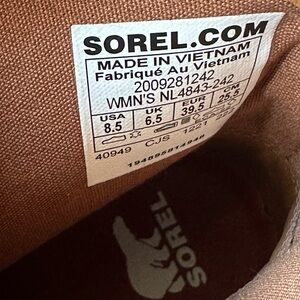 SOREL.COM
MADE IN VIETNAM
Fabriqué Au Vietnam
2009281242
WMN'S NL4843-242
USA UK EUR CM
8.5 6.5 39.5 25.5
40949 CJS 1221
SOREL